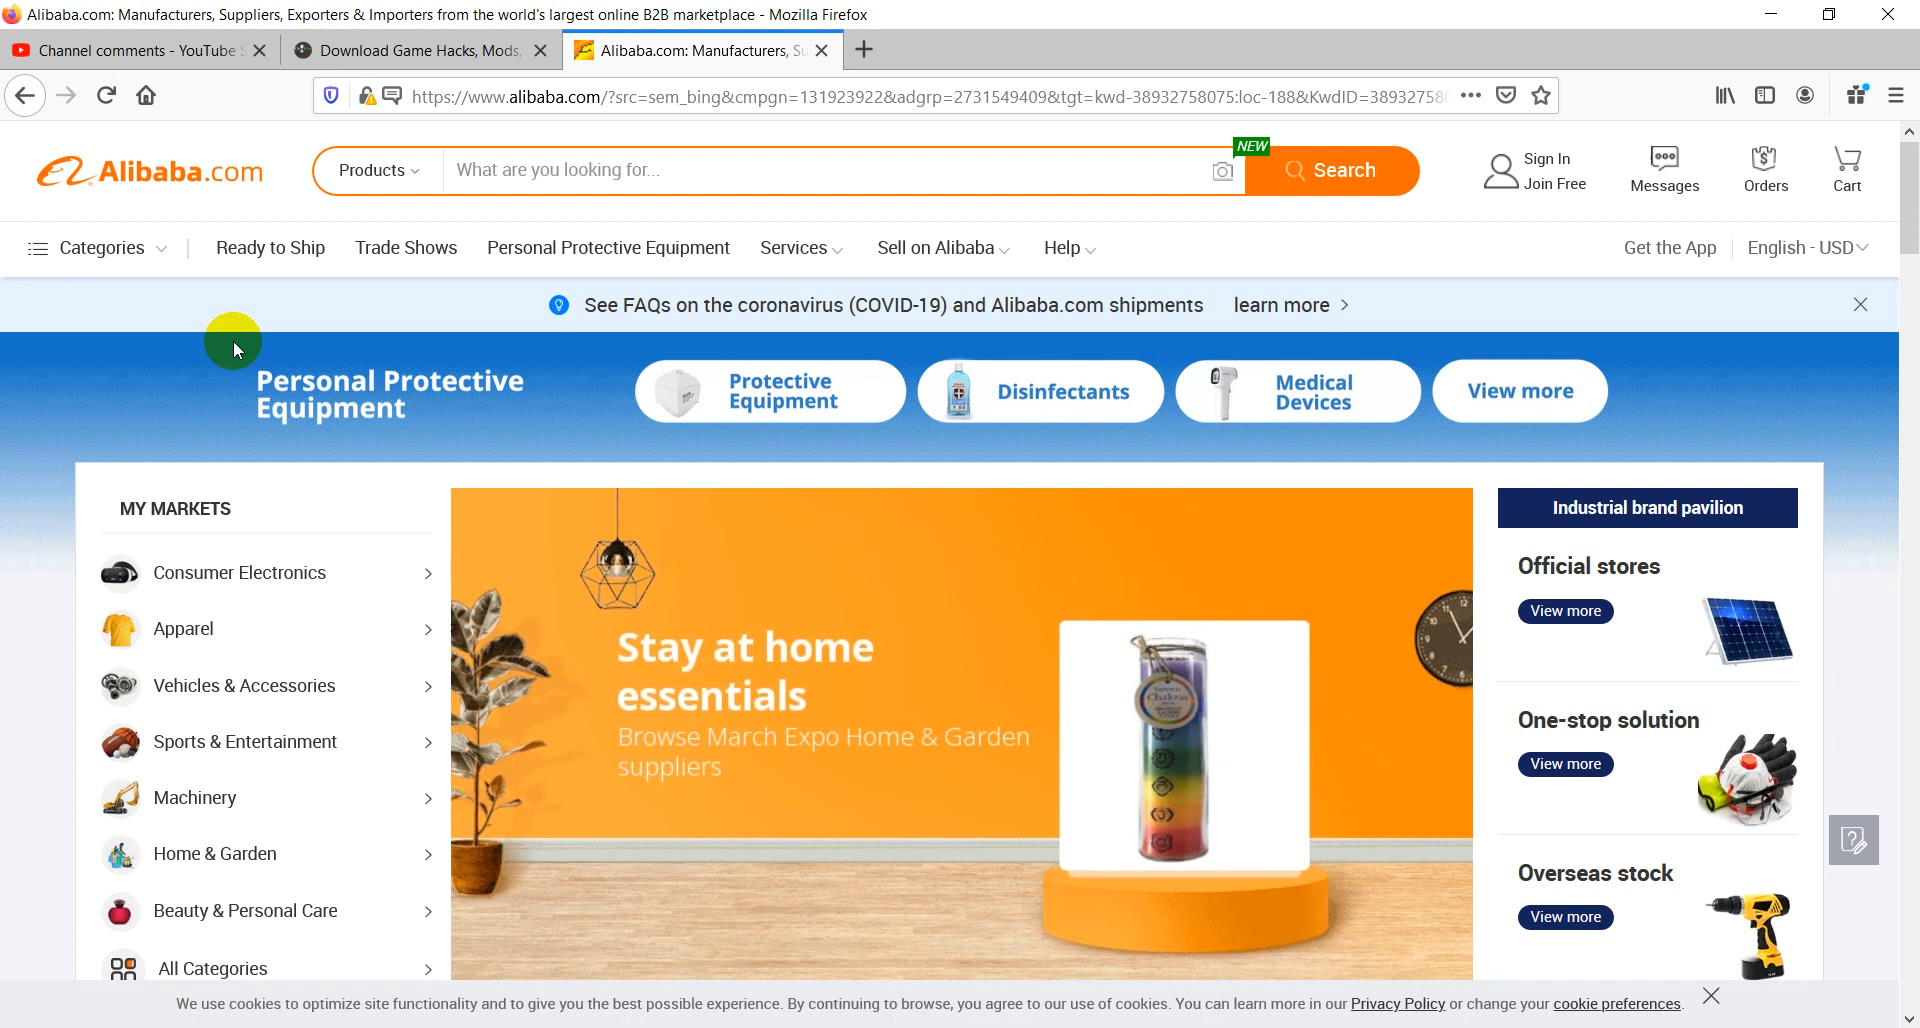 Alibaba.com: Manufacturers, Suppliers, Exporters & Importers from the world's largest online B2B marketplace - Mozilla Firefox
Channel comments - YouTube
Download Game Hacks, Mods,
Alibaba.com: Manufacturers, Su
https://www.alibaba.com/?src=sem_bing&cmpgn=131923922&adgrp=2731549409&tgt=kwd-38932758075:loc-188&KwdID=38932758
Alibaba.com
Products
What are you looking for...
NEW
Search
Sign In
Join Free
Messages
Orders
Cart
Categories
Ready to Ship
Trade Shows
Personal Protective Equipment
Services
Sell on Alibaba
Help
Get the App
English - USD
See FAQs on the coronavirus (COVID-19) and Alibaba.com shipments learn more >
Personal Protective
Equipment
Protective
Equipment
Disinfectants
Medical
Devices
View more
MY MARKETS
Consumer Electronics
Apparel
Vehicles & Accessories
Sports & Entertainment
Machinery
Home & Garden
Beauty & Personal Care
All Categories
Stay at home
essentials
Browse March Expo Home & Garden
suppliers
Seven
Chakras
Industrial brand pavilion
Official stores
View more
One-stop solution
View more
Overseas stock
View more
We use cookies to optimize site functionality and to give you the best possible experience. By continuing to browse, you agree to our use of cookies. You can learn more in our Privacy Policy or change your cookie preferences.